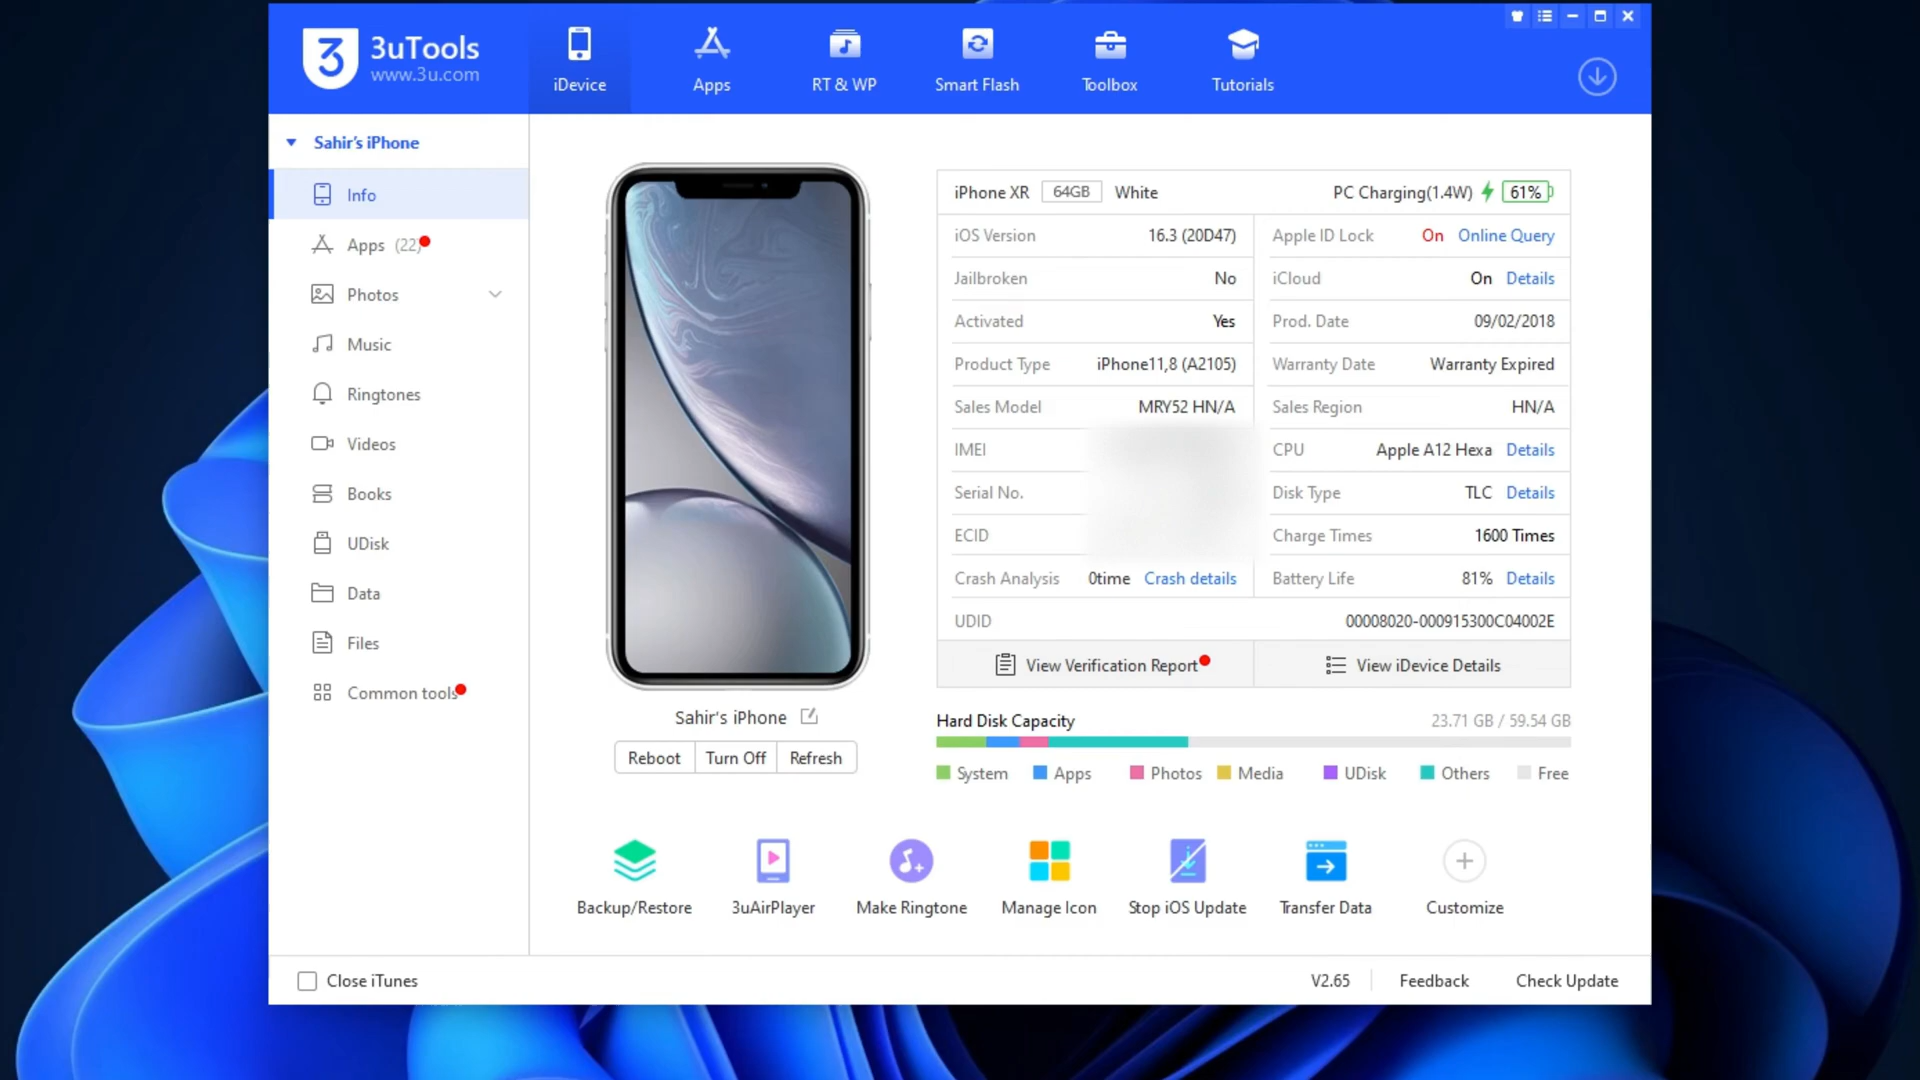 3uTools
www.3u.com
iDevice
Apps
RT & WP
Smart Flash
Toolbox
Tutorials
Sahir's iPhone
Info
Apps (22)
Photos
Music
Ringtones
Videos
Books
UDisk
Data
Files
Common tools
Sahir's iPhone
Reboot
Turn Off
Refresh
iPhone XR 64GB White PC Charging(1.4W) 61%
iOS Version 16.3 (20D47) Apple ID Lock On Online Query
Jailbroken No iCloud On Details
Activated Yes Prod. Date 09/02/2018
Product Type iPhone11,8 (A2105) Warranty Date Warranty Expired
Sales Model MRY52 HN/A Sales Region HN/A
IMEI CPU Apple A12 Hexa Details
Serial No. Disk Type TLC Details
ECID Charge Times 1600 Times
Crash Analysis 0time Crash details Battery Life 81% Details
UDID 00008020-000915300C04002E
View Verification Report View iDevice Details
Hard Disk Capacity 23.71 GB / 59.54 GB
System Apps Photos Media UDisk Others Free
Backup/Restore
3uAirPlayer
Make Ringtone
Manage Icon
Stop iOS Update
Transfer Data
Customize
Close iTunes
V2.65
Feedback
Check Update